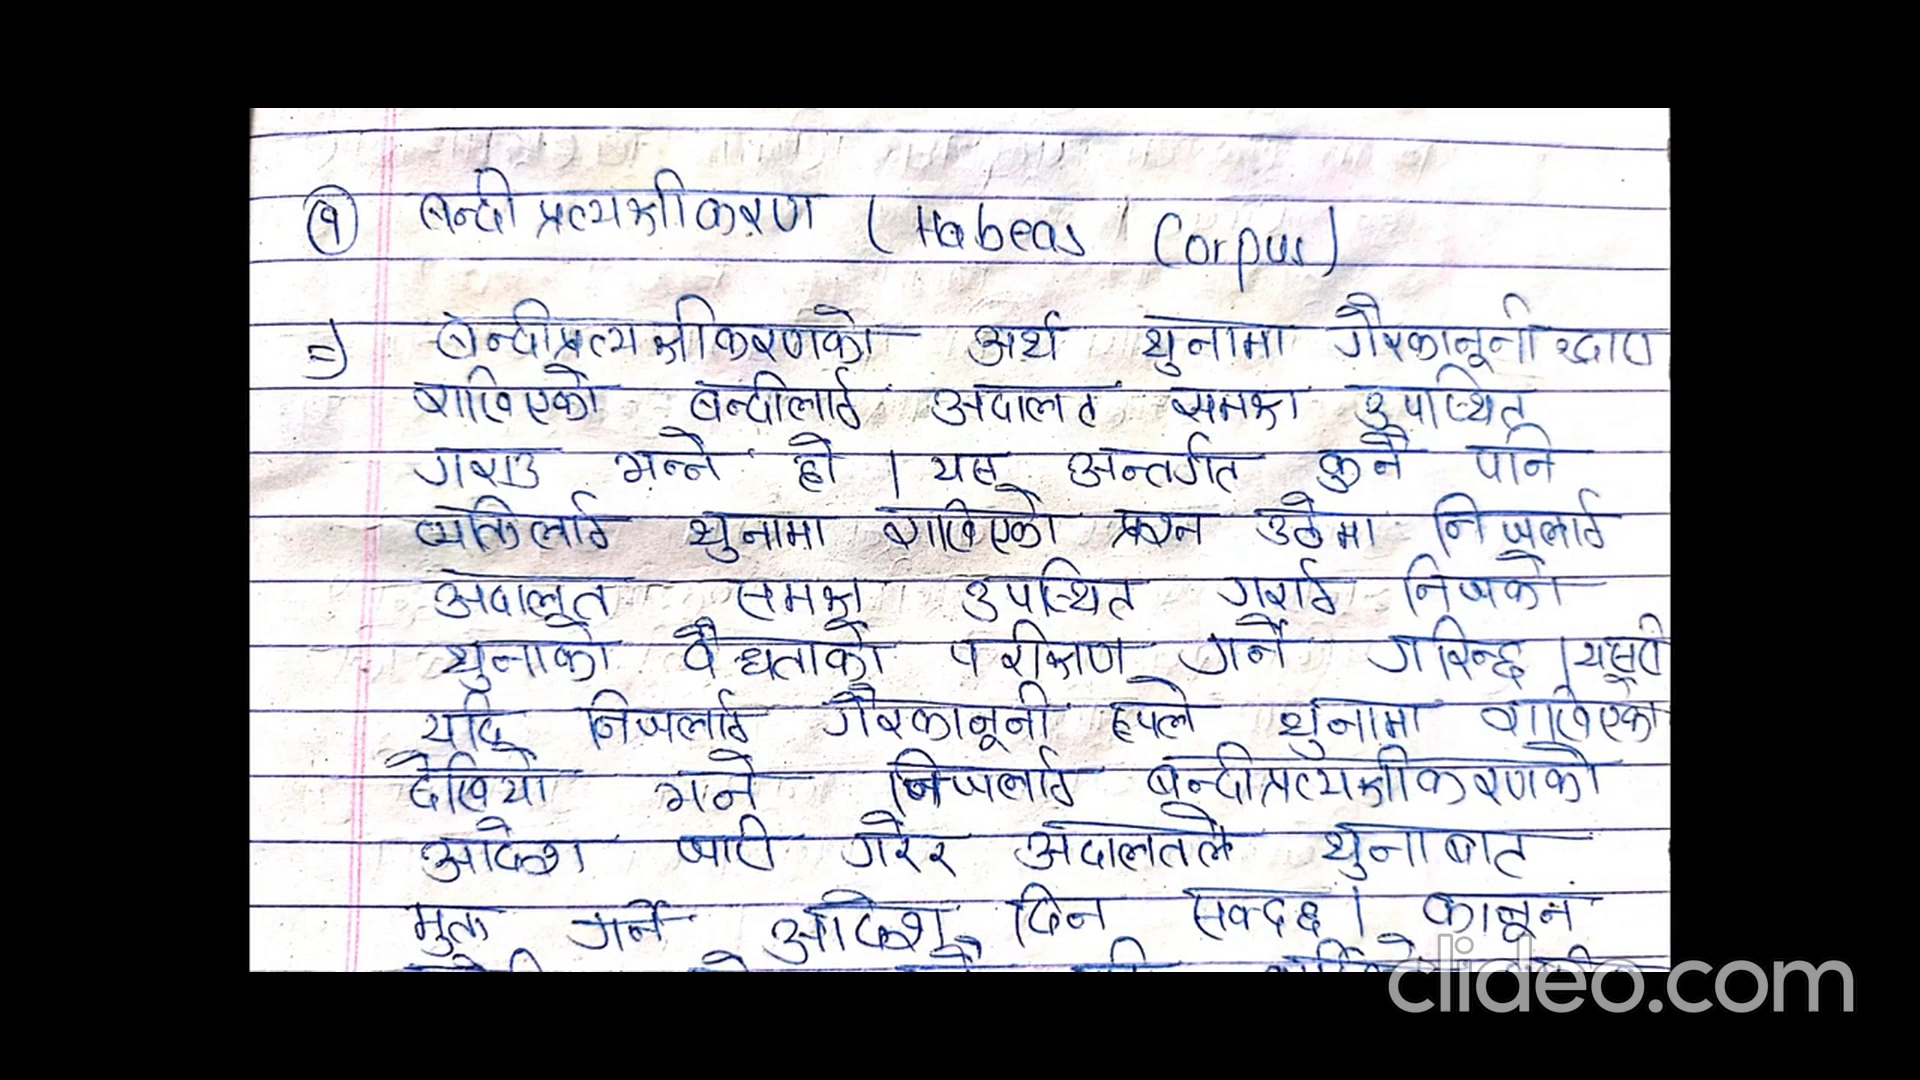 १ बन्दीप्रत्यक्षीकरण (Habeas Corpus)
=) बन्दीप्रत्यक्षीकरणको अर्थ थुनामा गैरकानूनीद्वारा
राखिएको बन्दीलाई अदालत समक्ष उपस्थित
गराउ भन्ने हो । यस अन्तर्गत कुनै पनि
व्यक्तिलाई थुनामा राखिएको प्रश्न उठेमा निजलाई
अदालत समक्ष उपस्थित गराई निजको
थुनाको वैधताको परीक्षण गर्ने गरिन्छ । यसरी
यदि निजलाई गैरकानूनी रूपले थुनामा राखिएको
देखियो भने निजलाई बन्दीप्रत्यक्षीकरणको
आदेश जारी गरेर अदालतले थुनाबाट
मुक्त गर्ने आदेश दिन सक्दछ । कानून
clideo.com